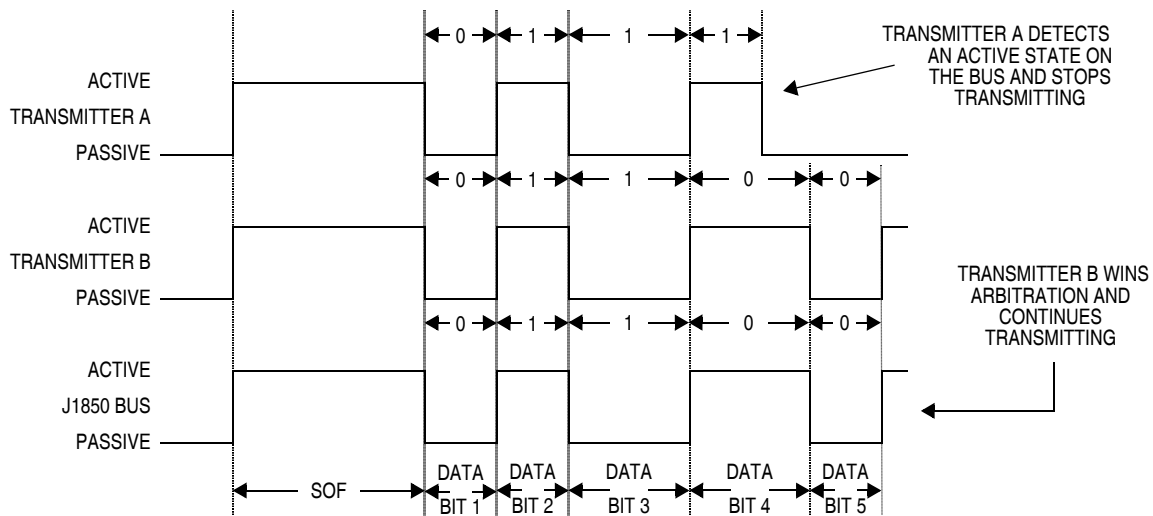 0 1 1 1
TRANSMITTER A DETECTS
AN ACTIVE STATE ON
THE BUS AND STOPS
TRANSMITTING
ACTIVE
TRANSMITTER A
PASSIVE
0 1 1 0 0
ACTIVE
TRANSMITTER B
PASSIVE
TRANSMITTER B WINS
ARBITRATION AND
CONTINUES
TRANSMITTING
0 1 1 0 0
ACTIVE
J1850 BUS
PASSIVE
SOF
DATA
BIT 1
DATA
BIT 2
DATA
BIT 3
DATA
BIT 4
DATA
BIT 5